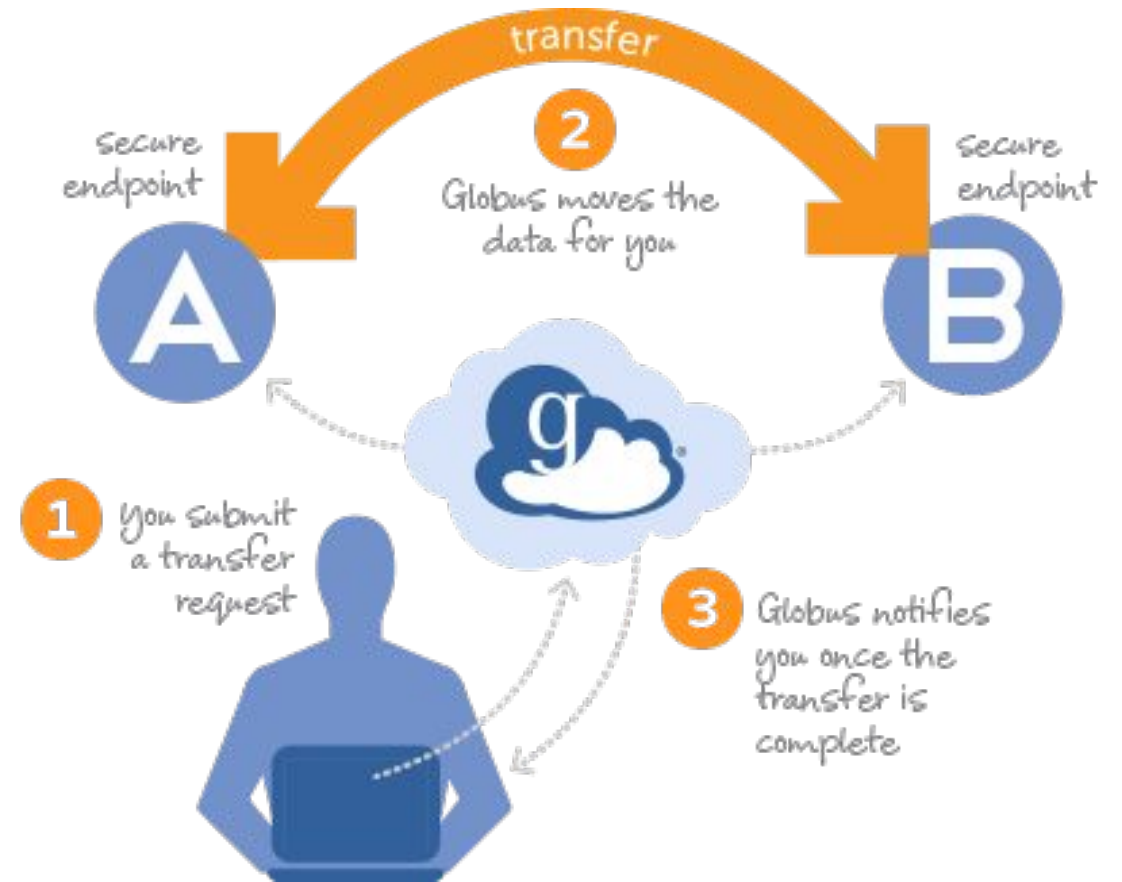 transfer
2
secure
endpoint
A
Globus moves the
data for you
secure
endpoint
B
g
®
1
You submit
a transfer
request
3
Globus notifies
you once the
transfer is
complete